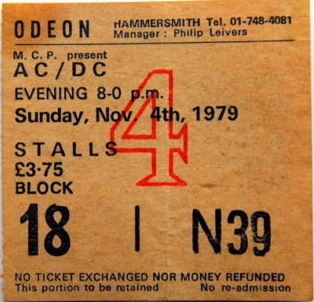 ODEON HAMMERSMITH Tel. 01-748-4081
Manager : Philip Leivers
M. C. P. present
AC/DC
EVENING 8-0 p.m.
Sunday, Nov. 4th, 1979
4
STALLS
£3·75
BLOCK
18 | N39
NO TICKET EXCHANGED NOR MONEY REFUNDED
This portion to be retained No re-admission